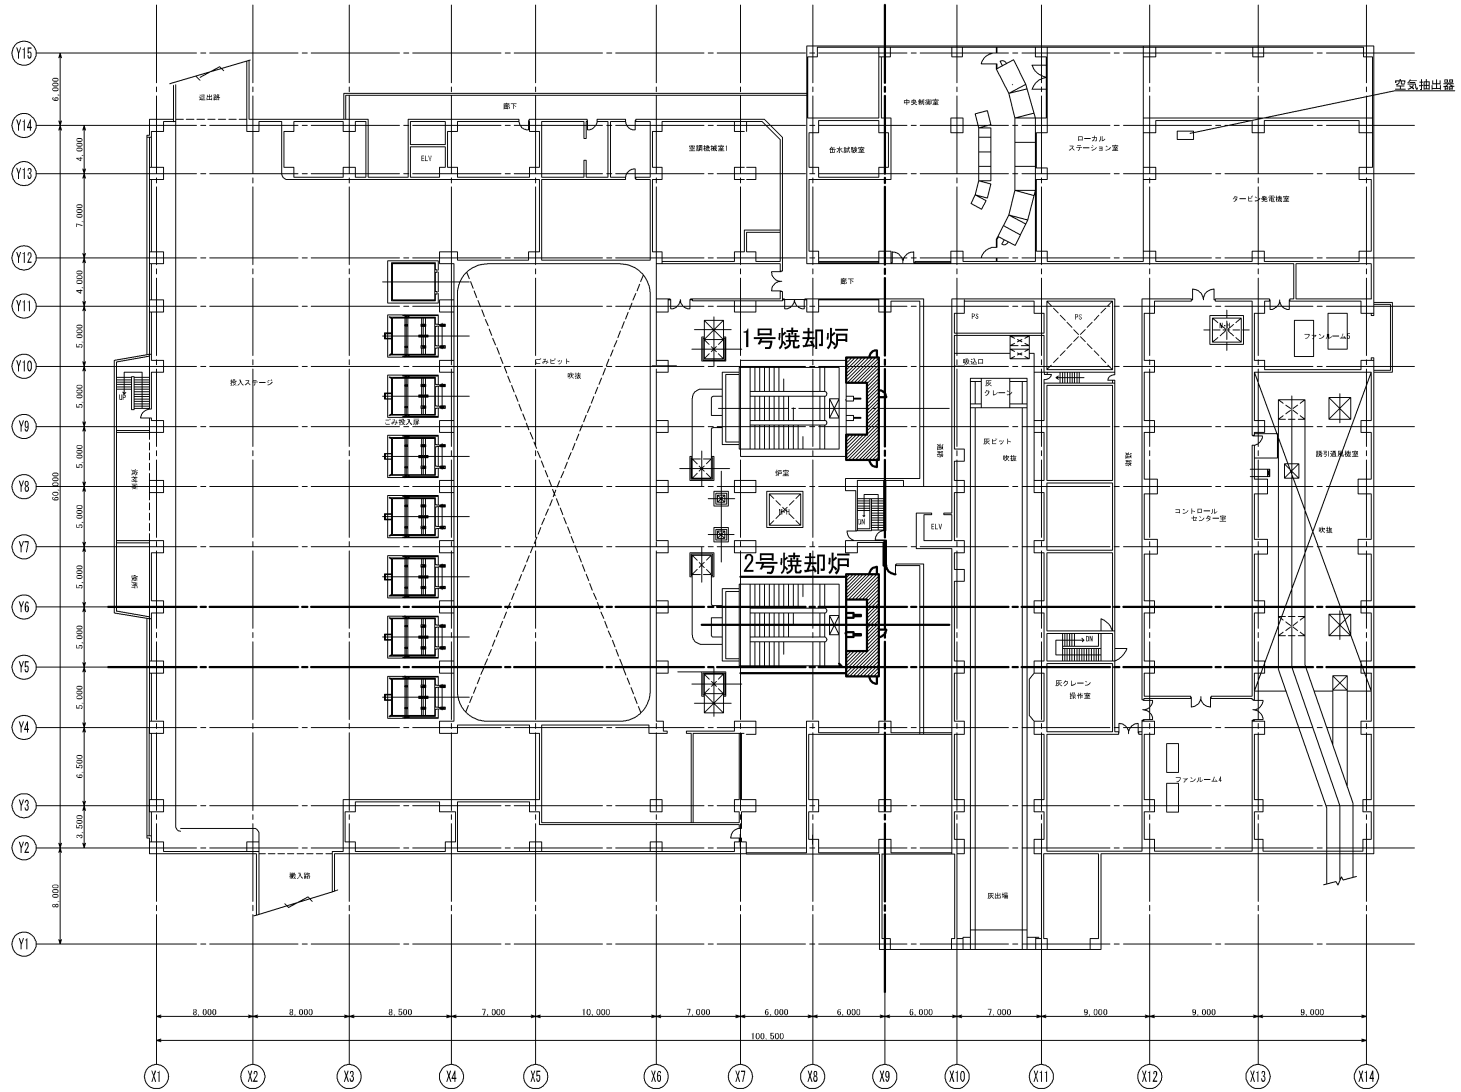 Y15
6,000
退出路
廊下
中央制御室
空気抽出器
Y14
4,000
ELV
空調機械室1
缶水試験室
ローカル
ステーション室
Y13
7,000
タービン発電機室
Y12
4,000
廊下
Y11
5,000
1号焼却炉
PS
PS
M.H
ファンルーム5
Y10
ごみピット
吹抜
吸込口
投入ステージ
灰
クレーン
5,000
UP
Y9
ごみ投入扉
灰ピット
吹抜
通路
5,000
炉室
誘引通風機室
Y8
60,000
5,000
M.H
DN
ELV
コントロール
センター室
吹抜
Y7
2号焼却炉
5,000
Y6
5,000
DN
Y5
5,000
灰クレーン
操作室
Y4
6,500
ファンルーム4
Y3
3,500
Y2
搬入路
8,000
灰出場
Y1
8,000
8,000
8,500
7,000
10,000
7,000
6,000
6,000
6,000
7,000
9,000
9,000
9,000
100,500
X1
X2
X3
X4
X5
X6
X7
X8
X9
X10
X11
X12
X13
X14